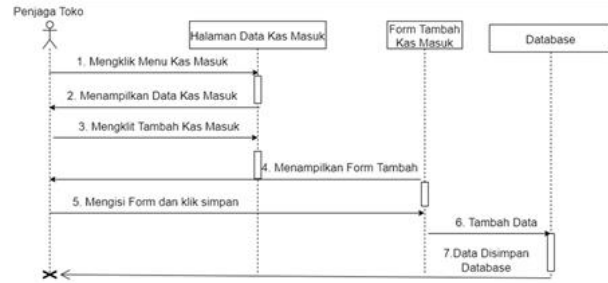 Penjaga Toko
Halaman Data Kas Masuk
Form Tambah
Kas Masuk
Database
1. Mengklik Menu Kas Masuk
2. Menampilkan Data Kas Masuk
3. Mengklit Tambah Kas Masuk
4. Menampilkan Form Tambah
5. Mengisi Form dan klik simpan
6. Tambah Data
7.Data Disimpan
Database